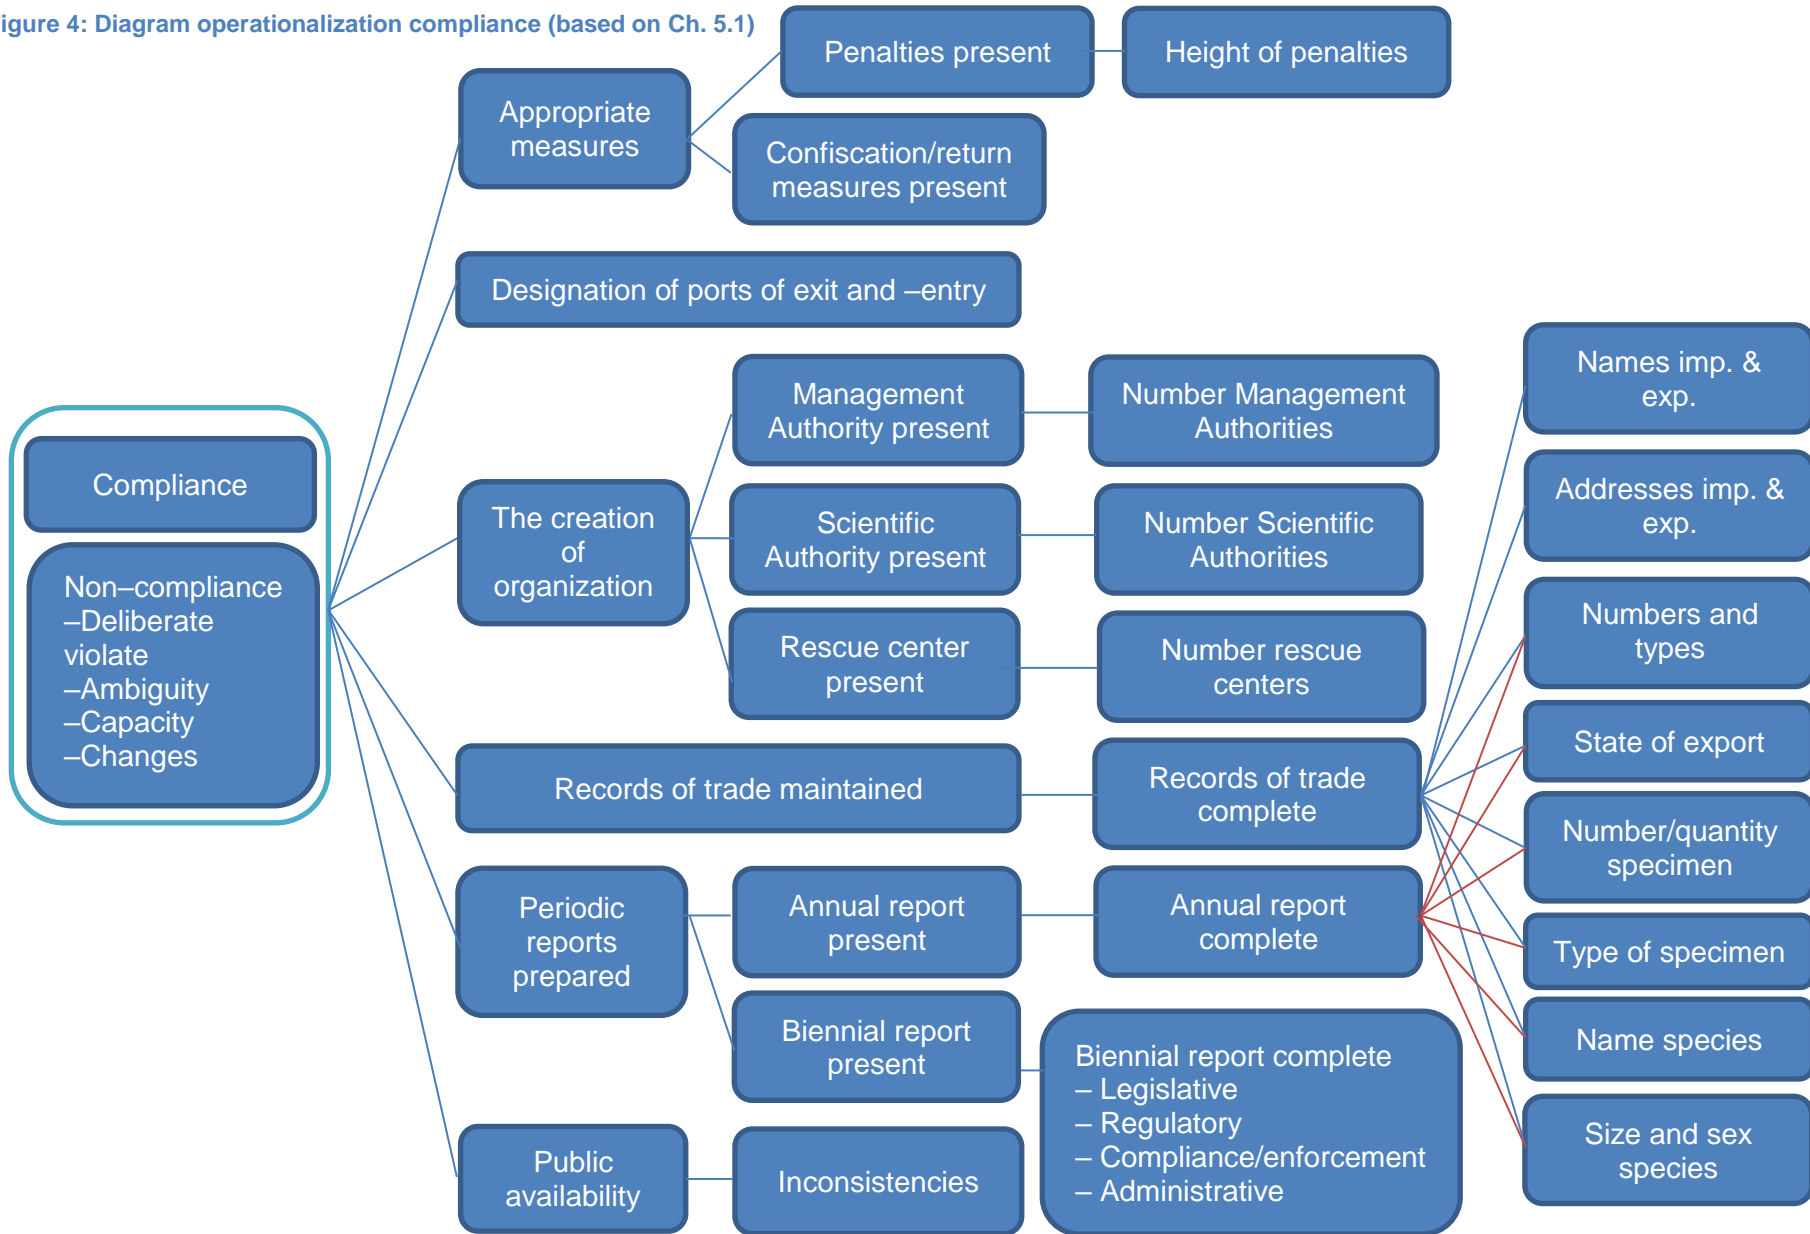 igure 4: Diagram operationalization compliance (based on Ch. 5.1)
Penalties present
Height of penalties
Appropriate
measures
Confiscation/return
measures present
Designation of ports of exit and –entry
Compliance
Non–compliance
–Deliberate
violate
–Ambiguity
–Capacity
–Changes
The creation
of
organization
Management
Authority present
Number Management
Authorities
Scientific
Authority present
Number Scientific
Authorities
Rescue center
present
Number rescue
centers
Records of trade maintained
Records of trade
complete
Periodic
reports
prepared
Annual report
present
Annual report
complete
Biennial report
present
Biennial report complete
– Legislative
– Regulatory
– Compliance/enforcement
– Administrative
Public
availability
Inconsistencies
Names imp. &
exp.
Addresses imp. &
exp.
Numbers and
types
State of export
Number/quantity
specimen
Type of specimen
Name species
Size and sex
species